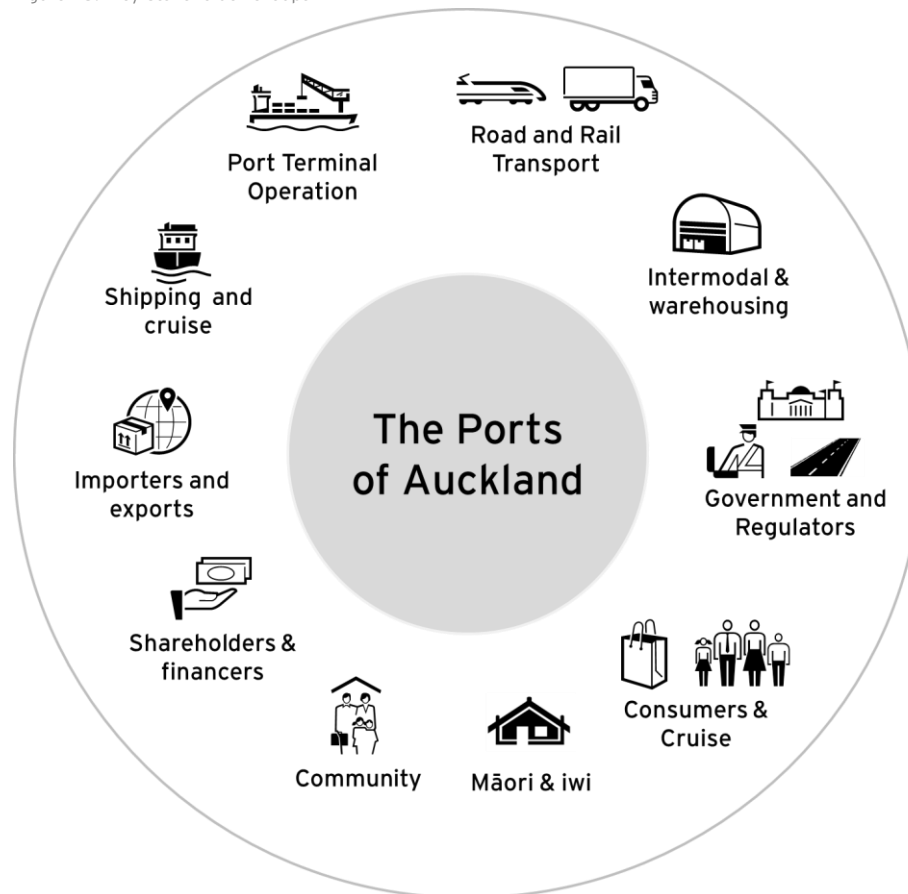 Port Terminal
Operation
Road and Rail
Transport
Intermodal &
warehousing
Government and
Regulators
Consumers &
Cruise
Māori & iwi
Community
Shareholders &
financers
Importers and
exports
Shipping and
cruise
The Ports
of Auckland